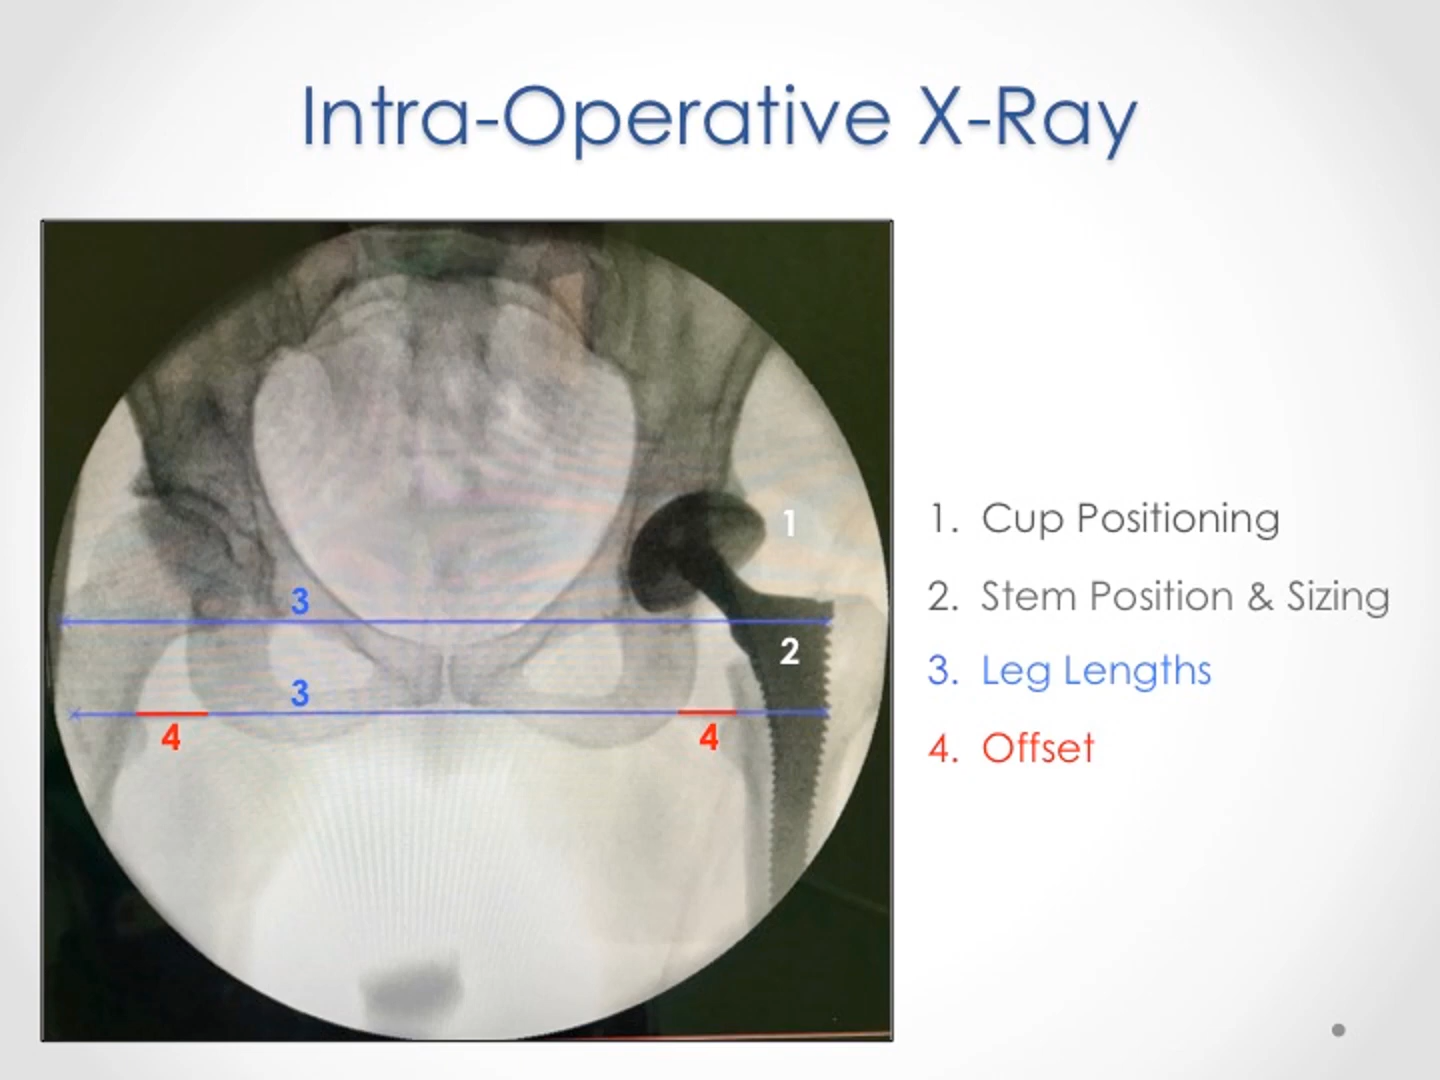 Intra-Operative X-Ray
1
3
2
3
4
4
1. Cup Positioning
2. Stem Position & Sizing
3. Leg Lengths
4. Offset